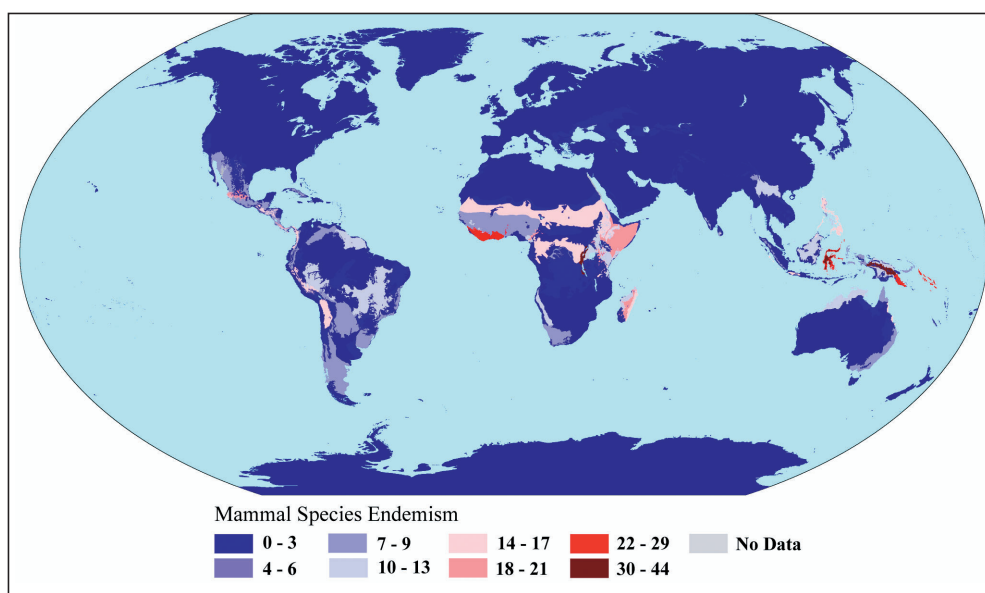 Mammal Species Endemism
0 - 3
7 - 9
14 - 17
22 - 29
No Data
4 - 6
10 - 13
18 - 21
30 - 44